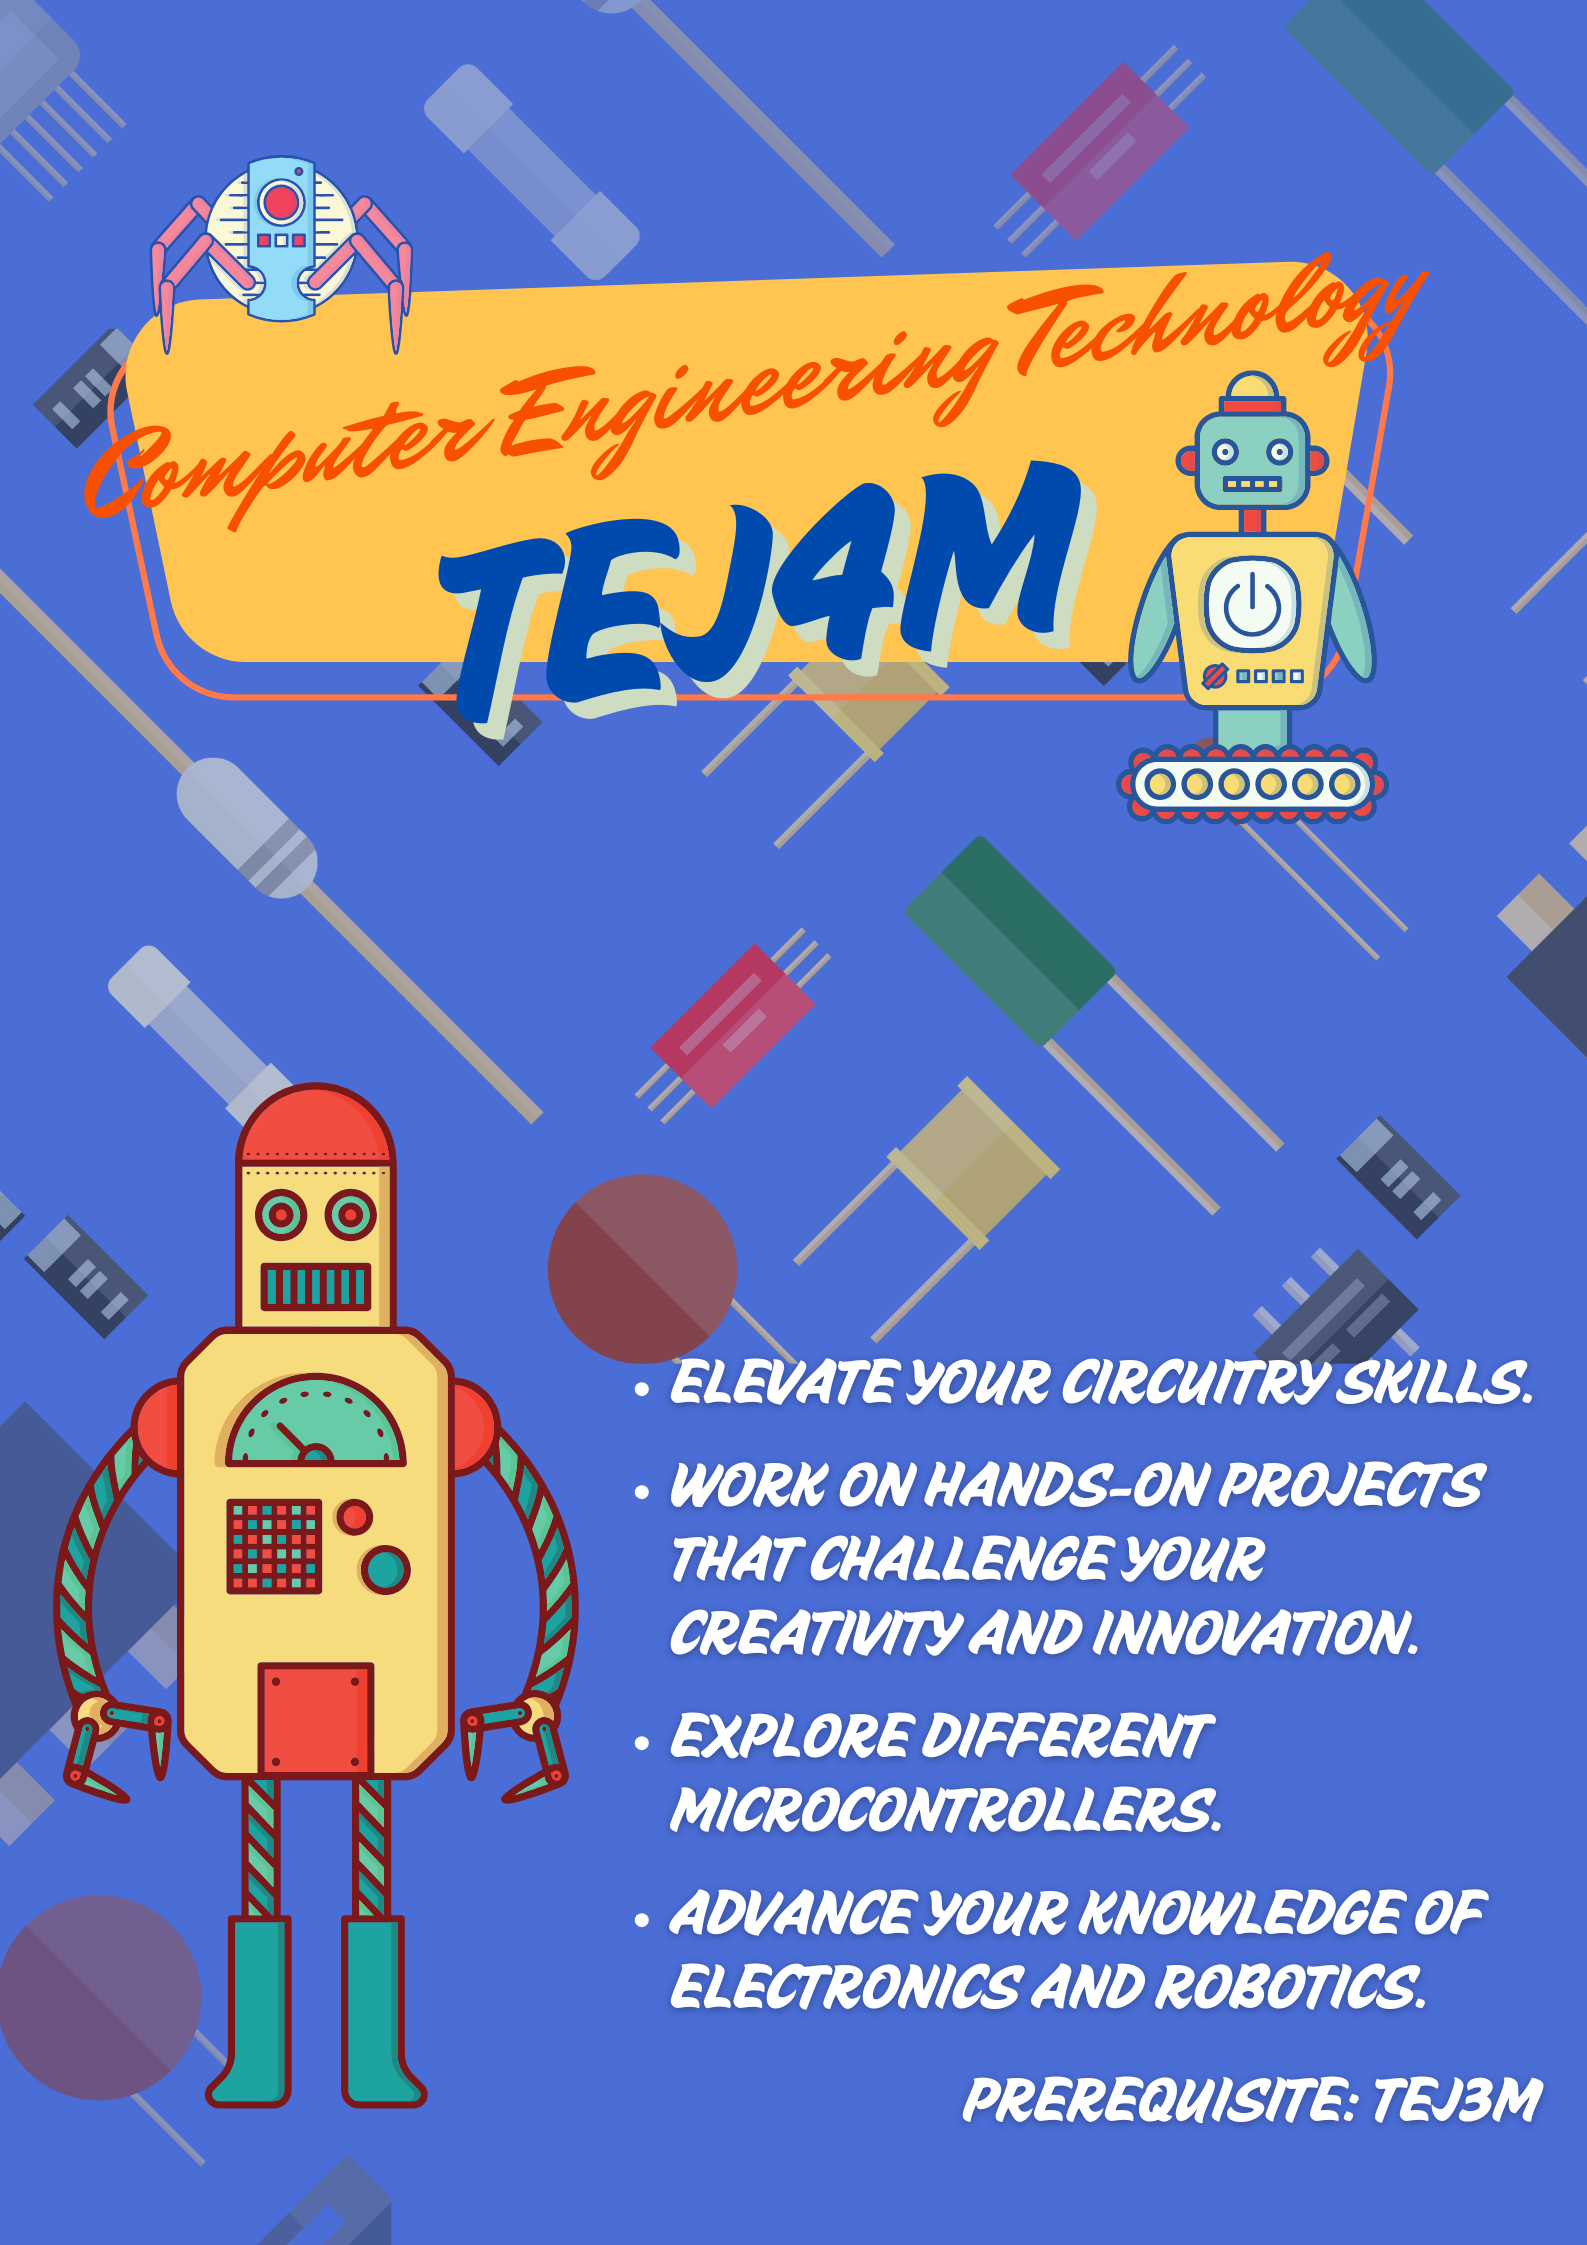 Computer Engineering Technology
TEJ4M
• ELEVATE YOUR CIRCUITRY SKILLS.
• WORK ON HANDS-ON PROJECTS
THAT CHALLENGE YOUR
CREATIVITY AND INNOVATION.
• EXPLORE DIFFERENT
MICROCONTROLLERS.
• ADVANCE YOUR KNOWLEDGE OF
ELECTRONICS AND ROBOTICS.
PREREQUISITE: TEJ3M